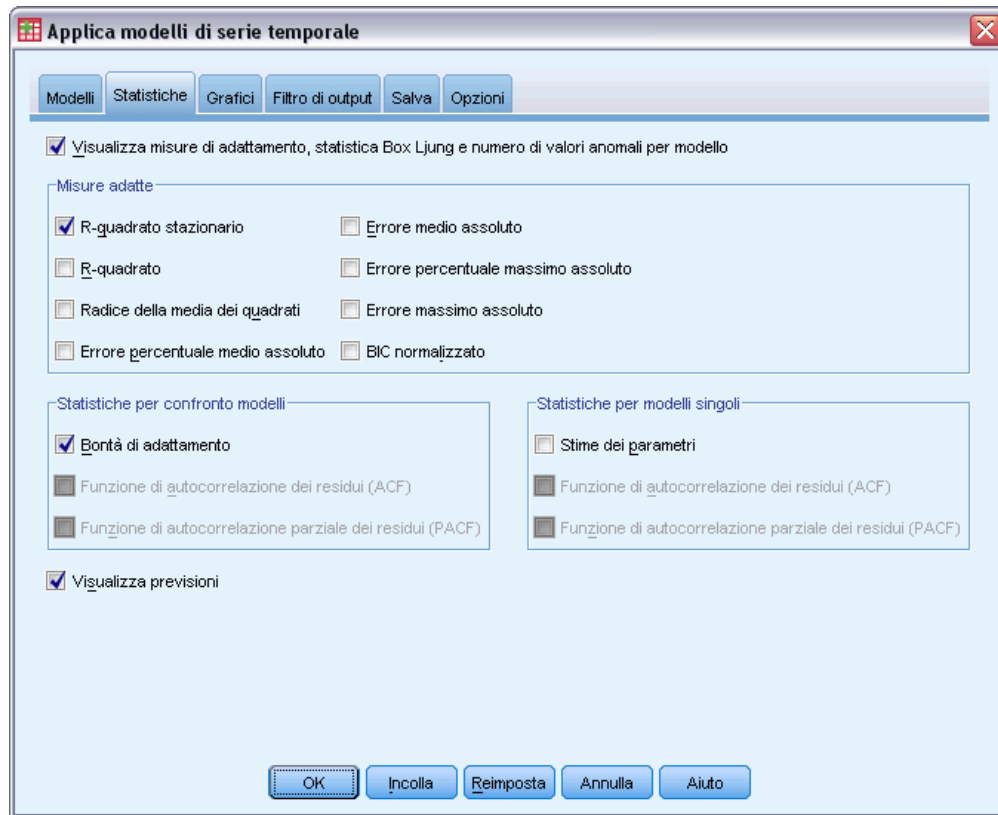 Applica modelli di serie temporale
Modelli Statistiche Grafici Filtro di output Salva Opzioni
Visualizza misure di adattamento, statistica Box Ljung e numero di valori anomali per modello
Misure adatte
R-quadrato stazionario
Errore medio assoluto
R-quadrato
Errore percentuale massimo assoluto
Radice della media dei quadrati
Errore massimo assoluto
Errore percentuale medio assoluto
BIC normalizzato
Statistiche per confronto modelli
Bontà di adattamento
Funzione di autocorrelazione dei residui (ACF)
Funzione di autocorrelazione parziale dei residui (PACF)
Statistiche per modelli singoli
Stime dei parametri
Funzione di autocorrelazione dei residui (ACF)
Funzione di autocorrelazione parziale dei residui (PACF)
Visualizza previsioni
OK Incolla Reimposta Annulla Aiuto